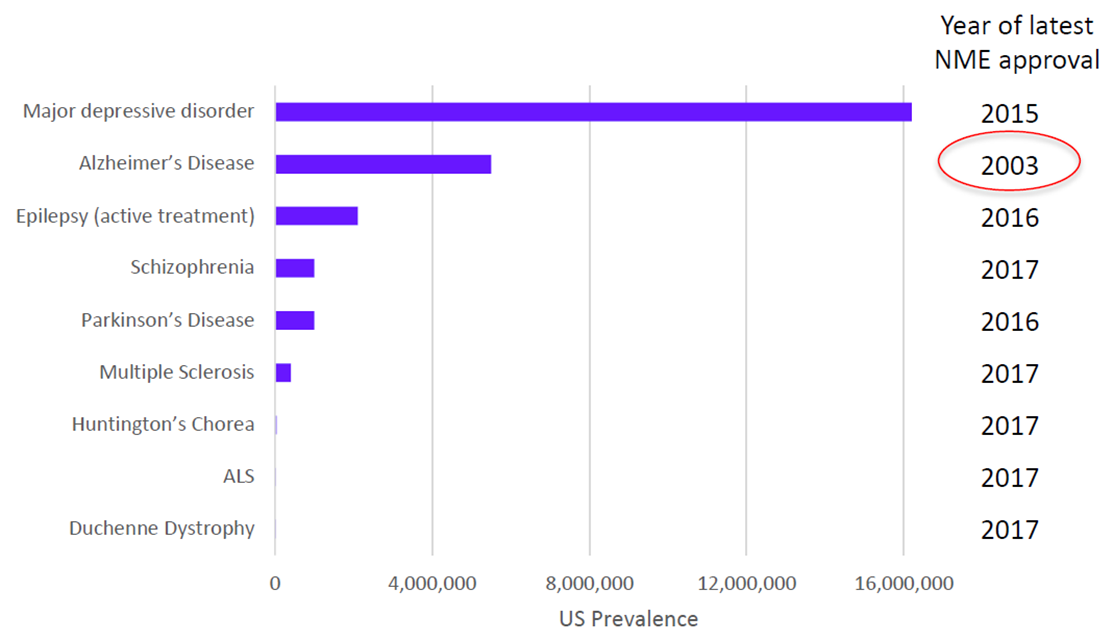 Year of latest
NME approval
Major depressive disorder 2015
Alzheimer’s Disease 2003
Epilepsy (active treatment) 2016
Schizophrenia 2017
Parkinson’s Disease 2016
Multiple Sclerosis 2017
Huntington’s Chorea 2017
ALS 2017
Duchenne Dystrophy 2017
0 4,000,000 8,000,000 12,000,000 16,000,000
US Prevalence